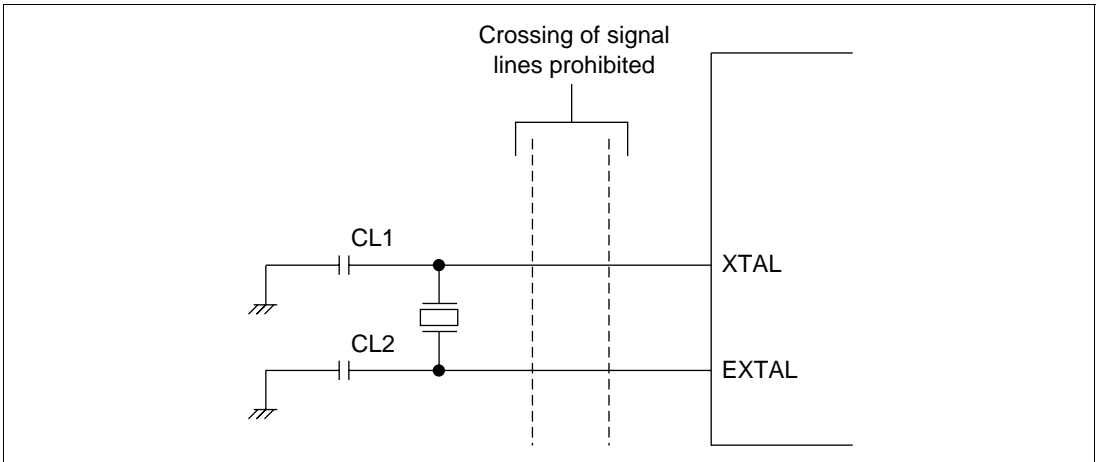 Crossing of signal
lines prohibited
CL1
XTAL
CL2
EXTAL